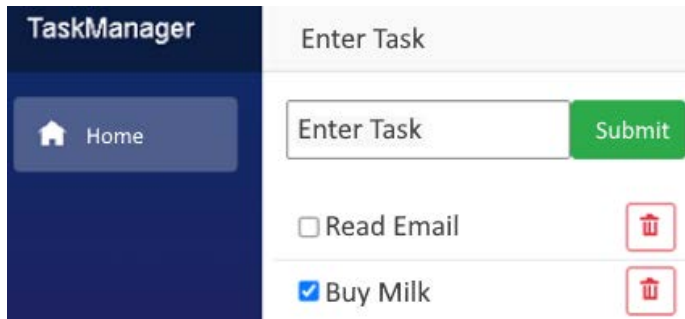 TaskManager
Enter Task
Home
Enter Task
Submit
Read Email
Buy Milk